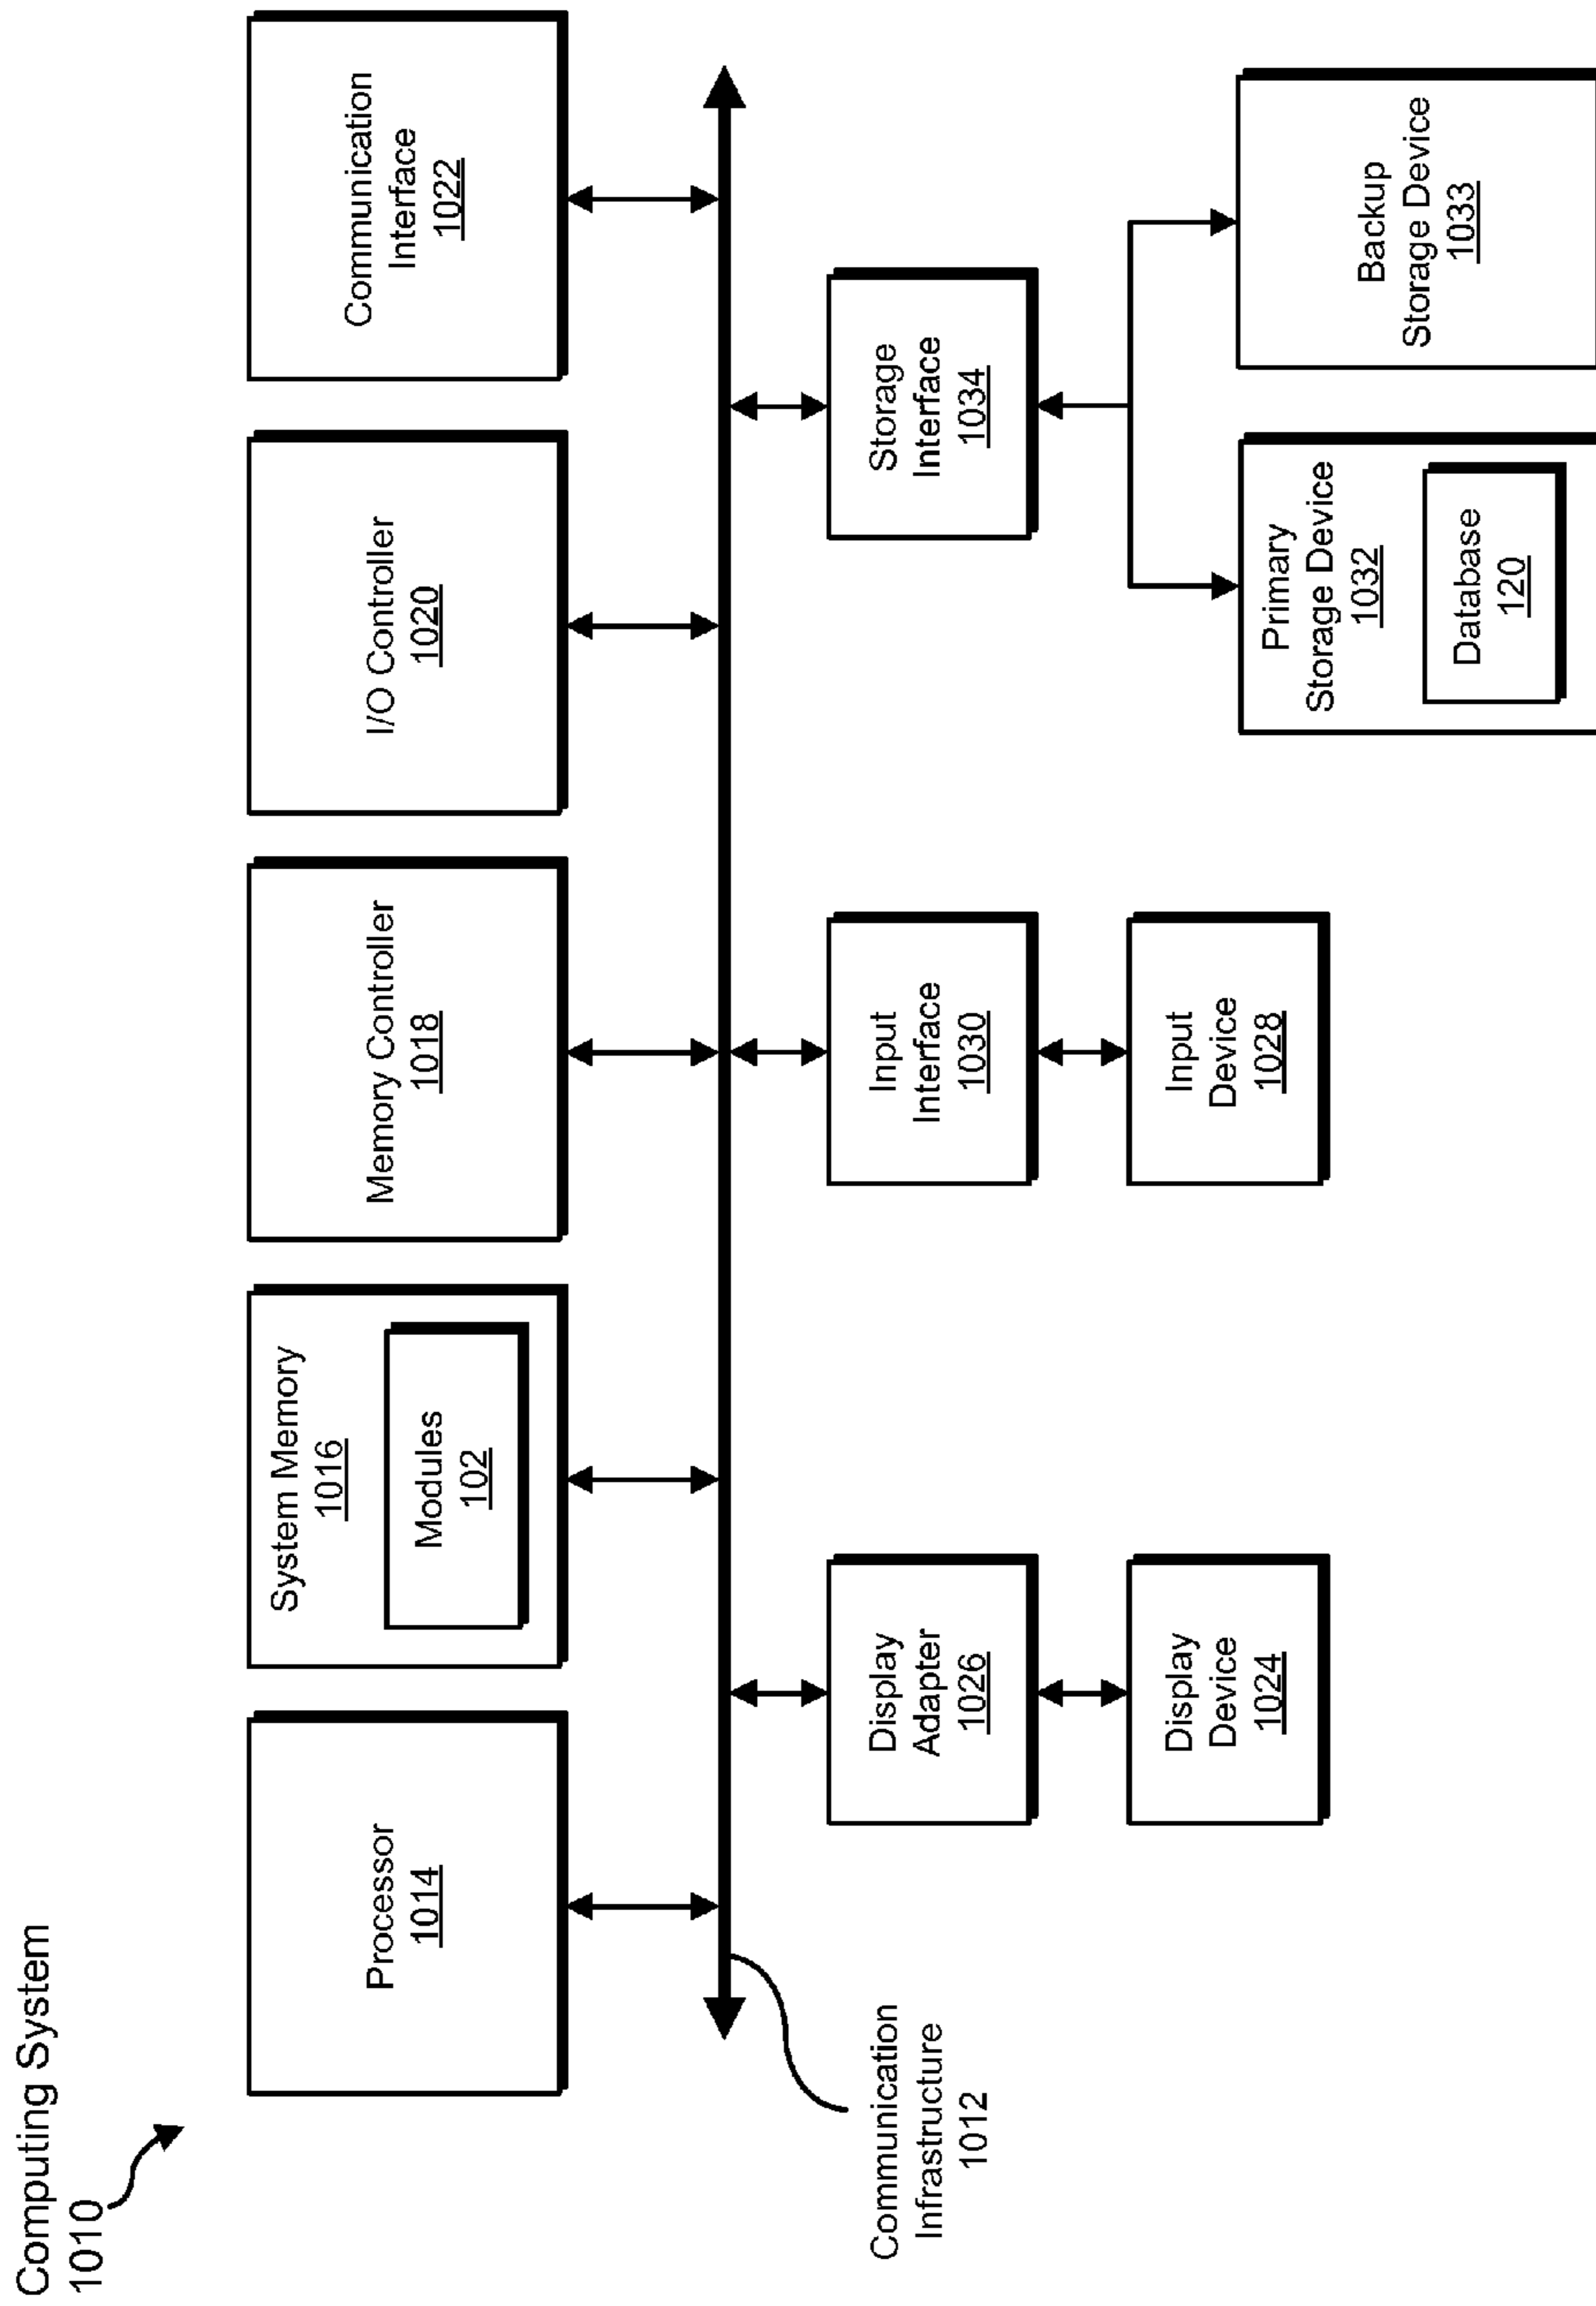 Computing System
1010
Processor
1014
System Memory
1016
Modules
102
Memory Controller
1018
I/O Controller
1020
Communication
Interface
1022
Communication
Infrastructure
1012
Display
Adapter
1026
Input
Interface
1030
Storage
Interface
1034
Display
Device
1024
Input
Device
1028
Primary
Storage Device
1032
Database
120
Backup
Storage Device
1033